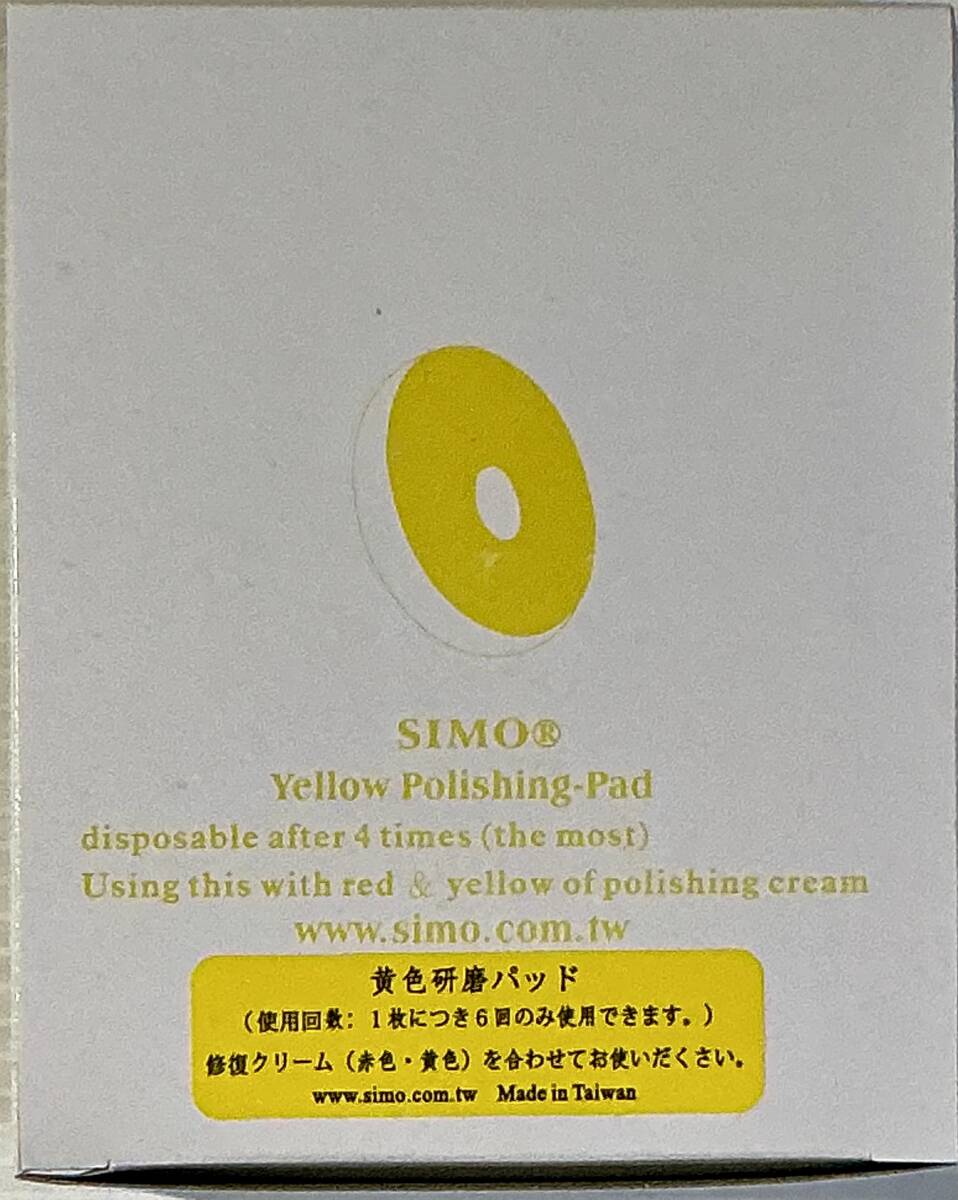 SIMO®
Yellow Polishing-Pad
disposable after 4 times (the most)
Using this with red & yellow of polishing cream
www.simo.com.tw
黄色研磨パッド
（使用回数：１枚につき６回のみ使用できます。）
修復クリーム（赤色・黄色）を合わせてお使いだくさい。
www.simo.com.tw Made in Taiwan